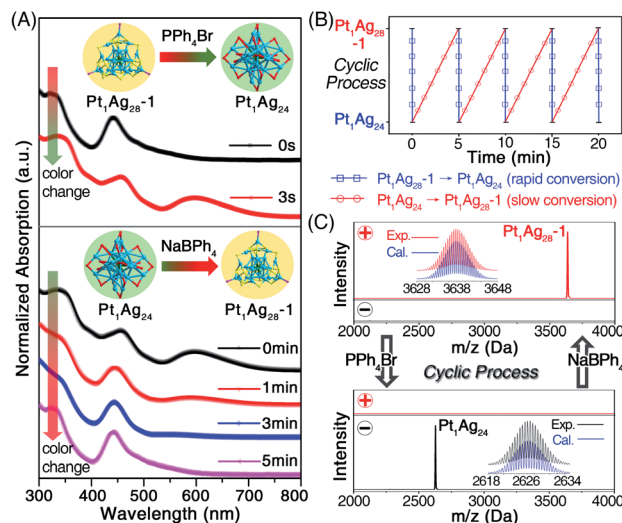 (A)
PPh4Br
Pt1Ag28-1
Pt1Ag24
0s
3s
color
change
NaBPh4
Pt1Ag24
Pt1Ag28-1
0min
1min
3min
5min
color
change
Normalized Absorption (a.u.)
300 400 500 600 700 800
Wavelength (nm)
(B)
Pt1Ag28
-1
Cyclic
Process
Pt1Ag24
0 5 10 15 20
Time (min)
Pt1Ag28-1 → Pt1Ag24 (rapid conversion)
Pt1Ag24 → Pt1Ag28-1 (slow conversion)
(C)
+
Exp.
Cal.
Pt1Ag28-1
3628 3638 3648
Intensity
−
2000 2500 3000 3500 4000
m/z (Da)
PPh4Br
Cyclic Process
NaBPh4
+
−
Pt1Ag24
Exp.
Cal.
2618 2626 2634
Intensity
2000 2500 3000 3500 4000
m/z (Da)